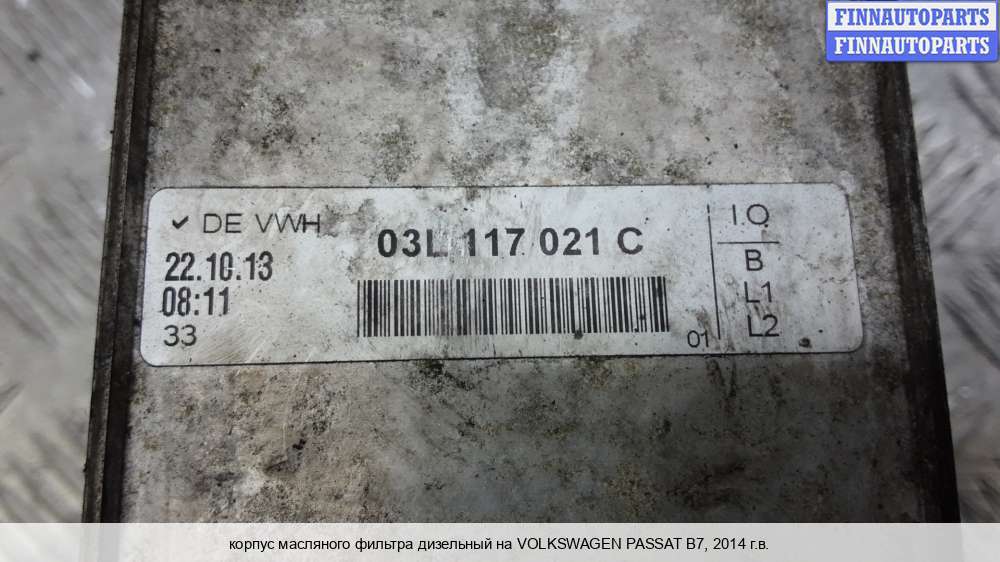 FINNAUTOPARTS
FINNAUTOPARTS
✓ DE VWH
22.10.13
08:11
33
03L 117 021 C
01
I.O
B
L1
L2
корпус масляного фильтра дизельный на VOLKSWAGEN PASSAT B7, 2014 г.в.